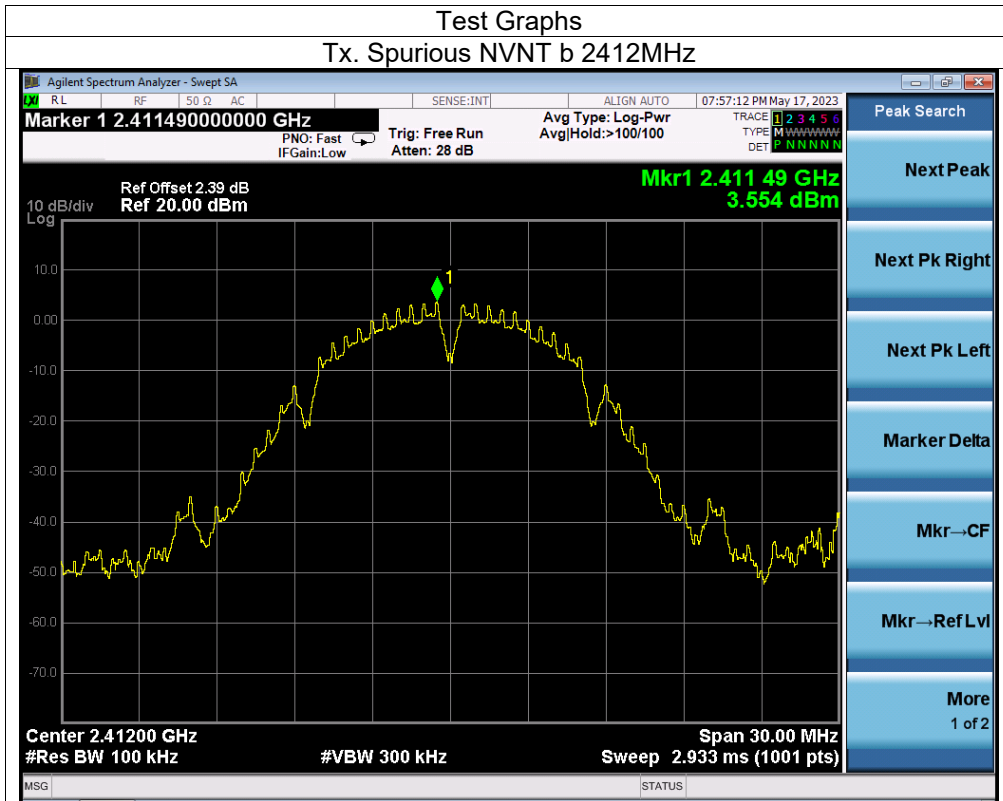 Test Graphs
Tx. Spurious NVNT b 2412MHz
Agilent Spectrum Analyzer - Swept SA
LXI RL RF 50 Ω AC SENSE:INT ALIGN AUTO 07:57:12 PM May 17, 2023
Marker 1 2.411490000000 GHz
PNO: Fast
IFGain:Low
Trig: Free Run
Atten: 28 dB
Avg Type: Log-Pwr
Avg|Hold:>100/100
TRACE 1 2 3 4 5 6
TYPE M WWWWW
DET P N N N N N
Mkr1 2.411 49 GHz
3.554 dBm
Ref Offset 2.39 dB
Ref 20.00 dBm
10 dB/div
Log
1
10.0
0.00
-10.0
-20.0
-30.0
-40.0
-50.0
-60.0
-70.0
Center 2.41200 GHz
Span 30.00 MHz
#Res BW 100 kHz
#VBW 300 kHz
Sweep 2.933 ms (1001 pts)
MSG
STATUS
Peak Search
Next Peak
Next Pk Right
Next Pk Left
Marker Delta
Mkr→CF
Mkr→Ref Lvl
More
1 of 2